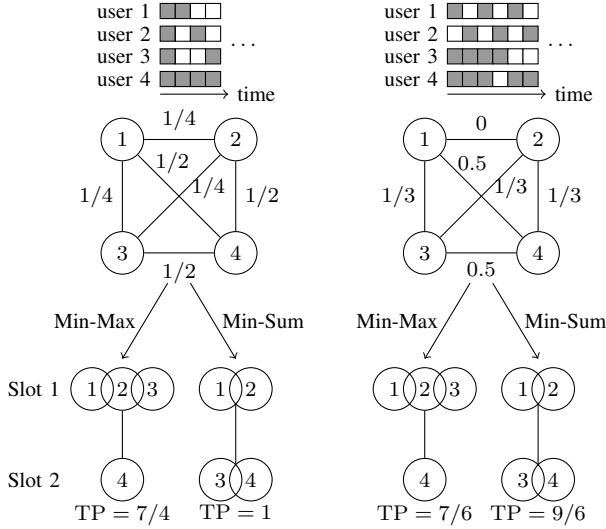 user 1
user 2
user 3
user 4
...
time
1/4
1 2
1/2
1/4 1/4 1/2
3 4
1/2
Min-Max Min-Sum
Slot 1 1 2 3 1 2
Slot 2 4 3 4
TP = 7/4 TP = 1
user 1
user 2
user 3
user 4
...
time
0
1 2
0.5
1/3 1/3 1/3
3 4
0.5
Min-Max Min-Sum
1 2 3 1 2
4 3 4
TP = 7/6 TP = 9/6